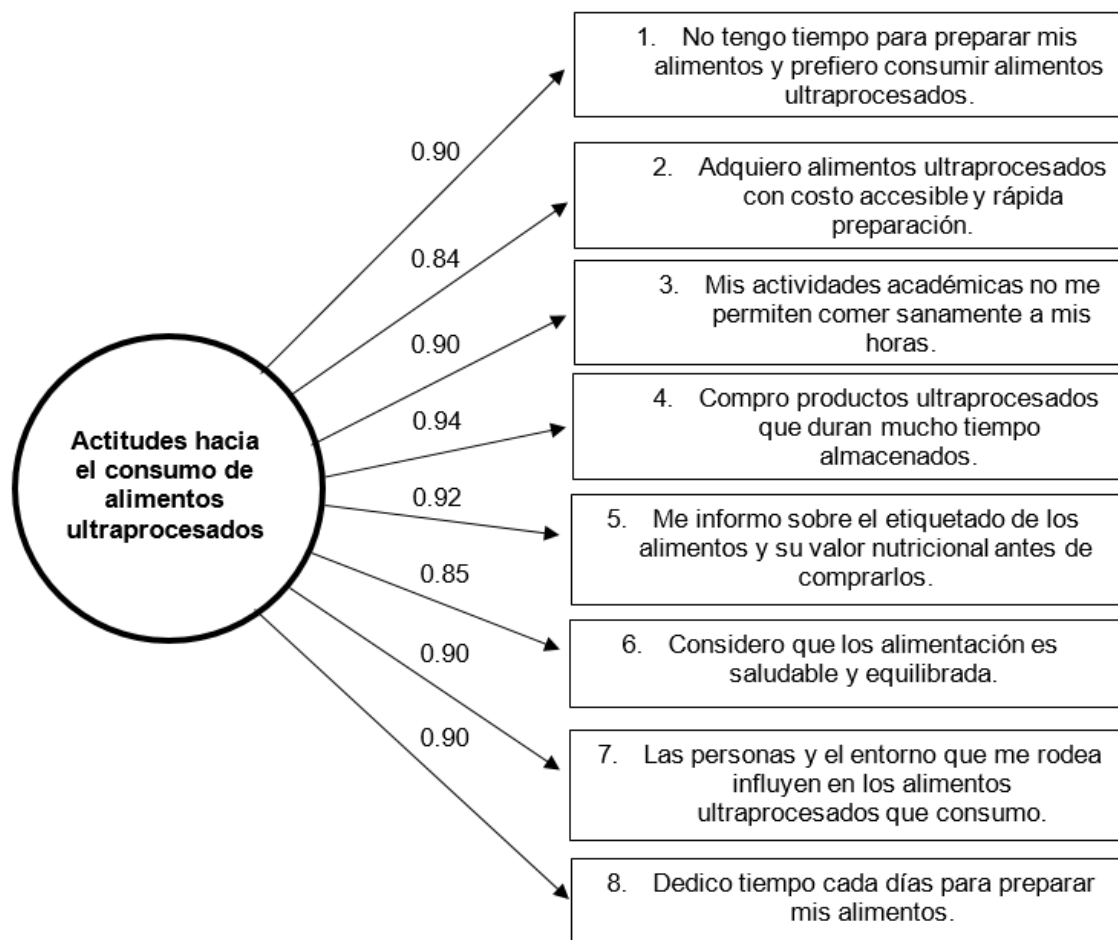 1. No tengo tiempo para preparar mis
alimentos y prefiero consumir alimentos
ultraprocesados.
0.90
2. Adquiero alimentos ultraprocesados
con costo accesible y rápida
preparación.
0.84
3. Mis actividades académicas no me
permiten comer sanamente a mis
horas.
0.90
4. Compro productos ultraprocesados
que duran mucho tiempo
almacenados.
0.94
Actitudes hacia
el consumo de
alimentos
ultraprocesados
0.92
5. Me informo sobre el etiquetado de los
alimentos y su valor nutricional antes de
comprarlos.
0.85
6. Considero que los alimentación es
saludable y equilibrada.
0.90
7. Las personas y el entorno que me rodea
influyen en los alimentos
ultraprocesados que consumo.
0.90
8. Dedico tiempo cada días para preparar
mis alimentos.